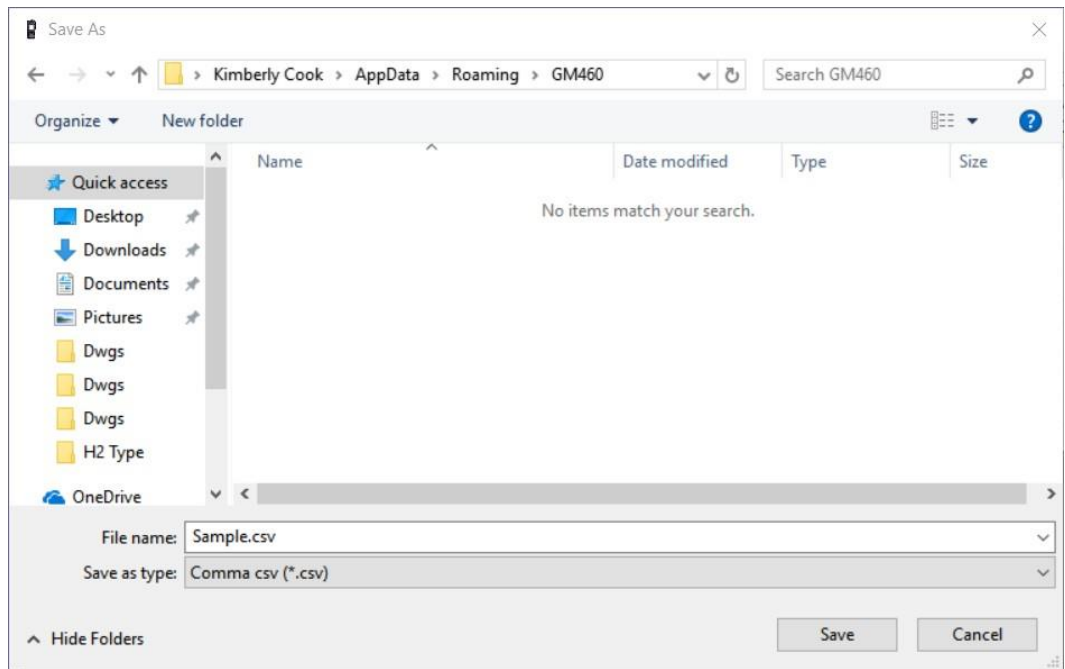 Save As
Kimberly Cook > AppData > Roaming > GM460
Search GM460
Organize
New folder
?
Name
Date modified
Type
Size
No items match your search.
Quick access
Desktop
Downloads
Documents
Pictures
Dwgs
Dwgs
Dwgs
H2 Type
OneDrive
File name: Sample.csv
Save as type: Comma csv (*.csv)
Hide Folders
Save
Cancel